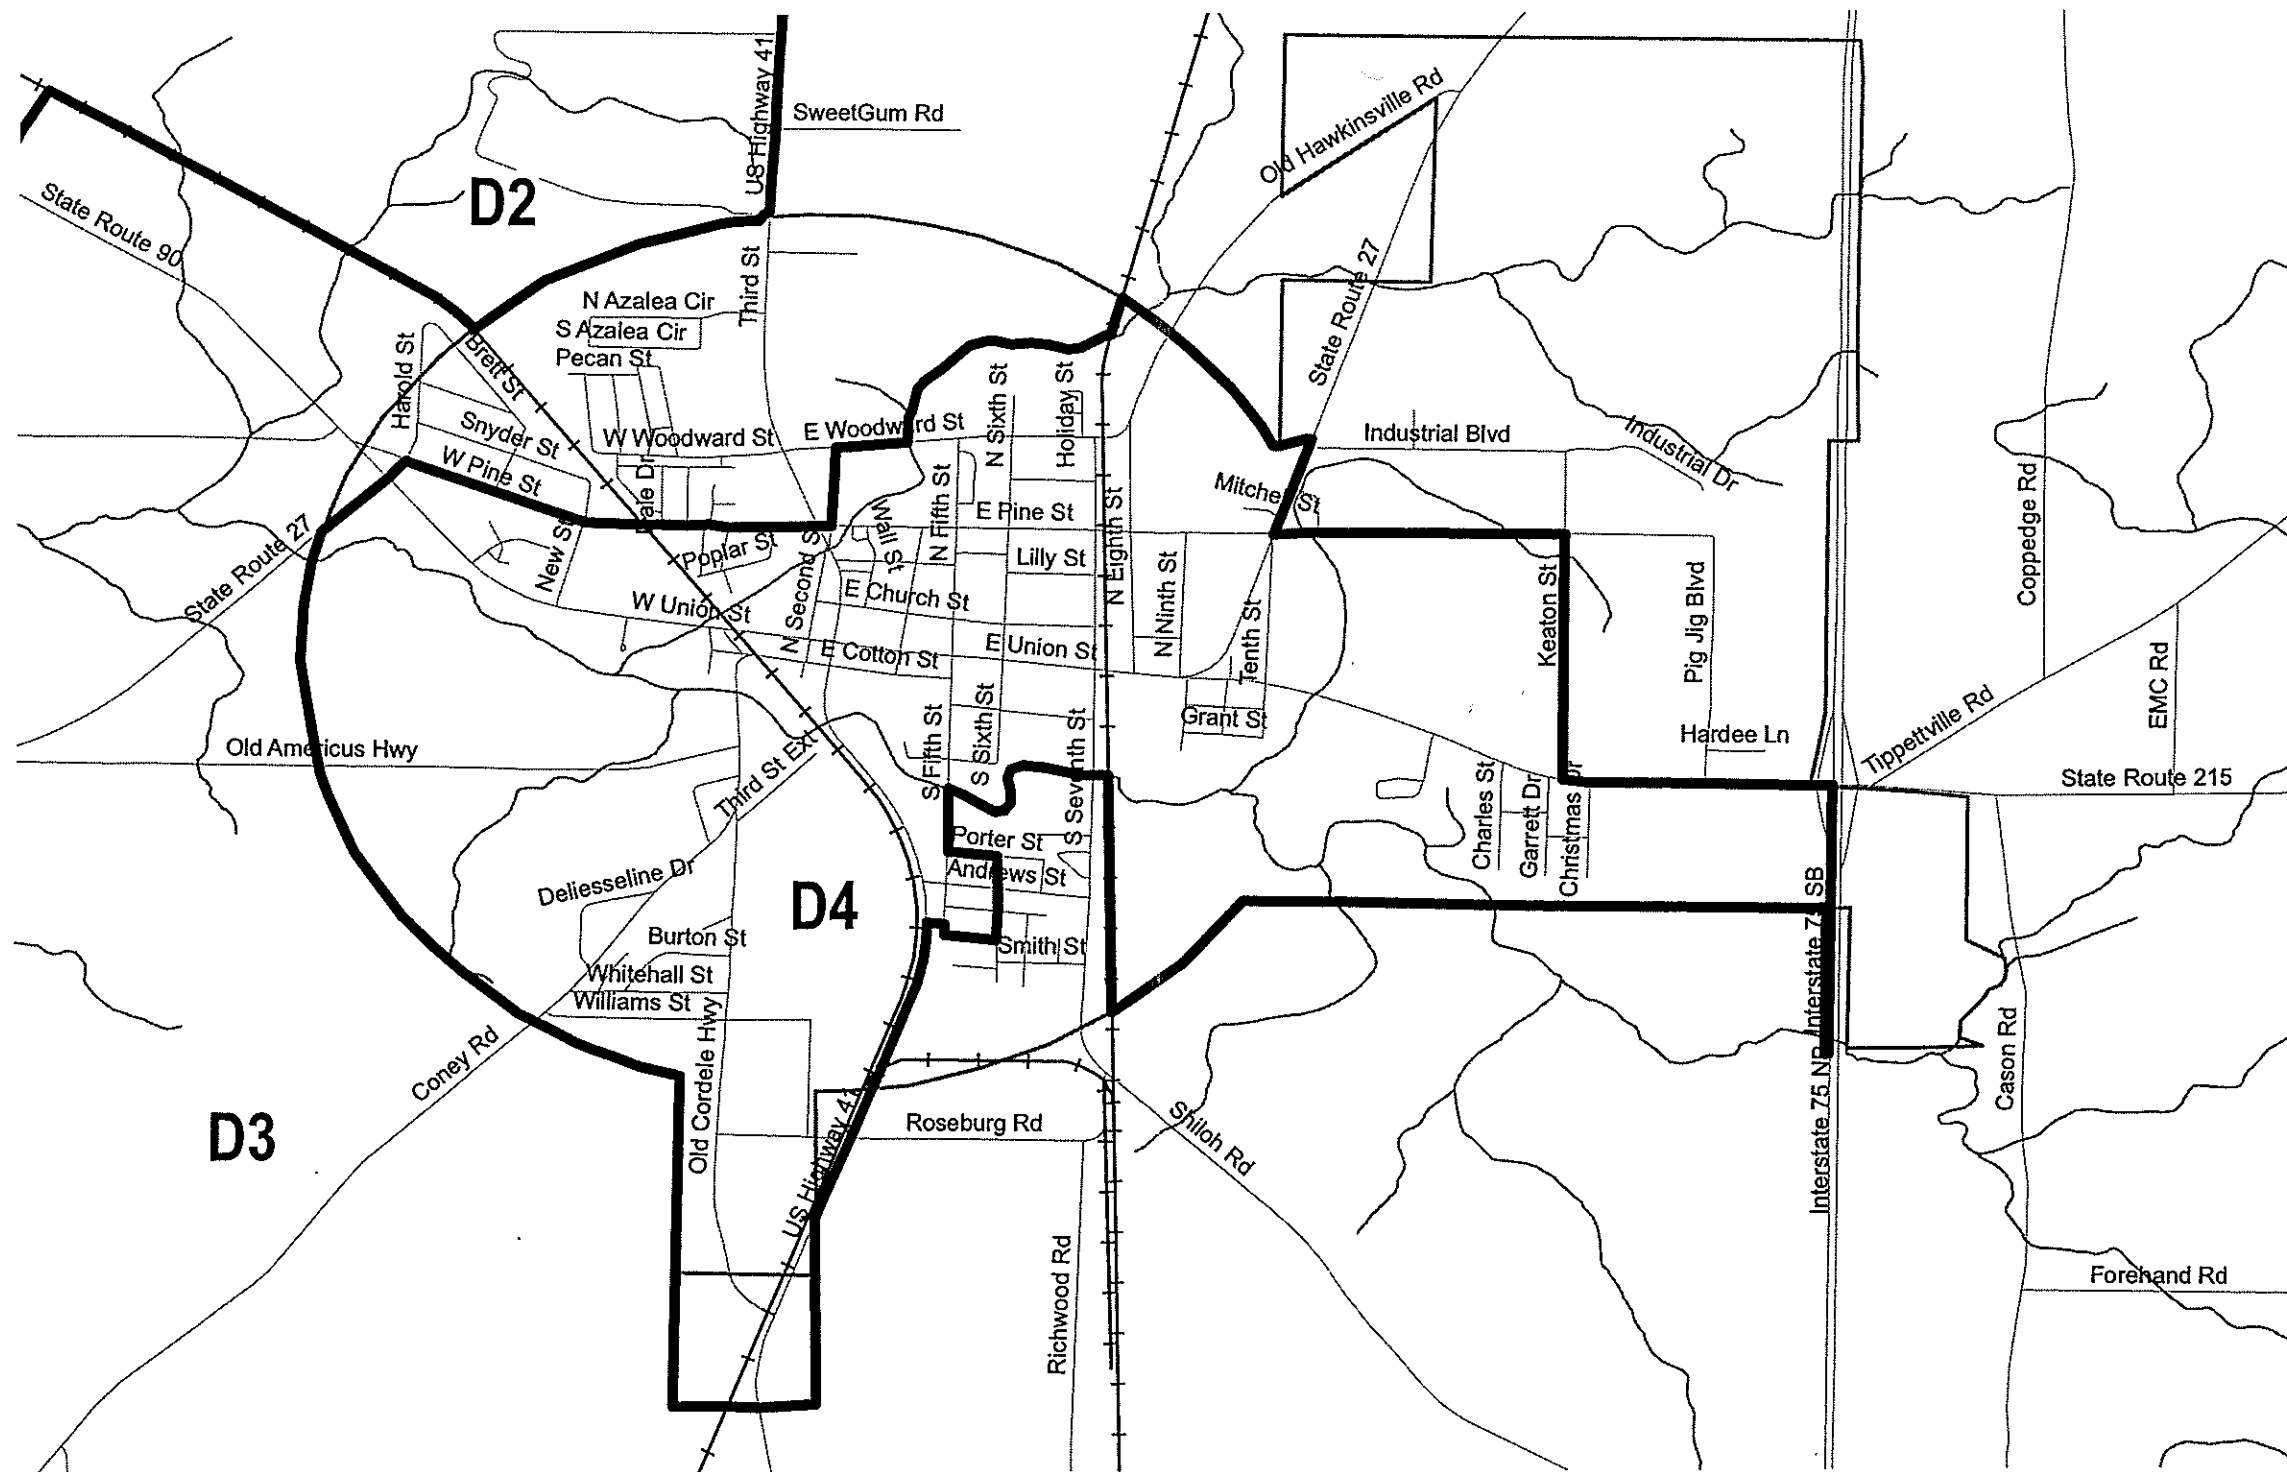 US Highway 41
SweetGum Rd
Old Hawkinsville Rd
D2
State Route 90
Third St
N Azalea Cir
S Azalea Cir
Pecan St
Harold St
Brett St
State Route 27
Snyder St
W Pine St
W Woodward St
E Woodward St
N Sixth St
Holiday St
Industrial Blvd
Industrial Dr
Mitchel St
N Fifth St
E Pine St
N Eighth St
Wall St
Coppedge Rd
State Route 27
New St
Poplar St
N Second St
Lilly St
E Church St
N Ninth St
Tenth St
Keaton St
Pig Jig Blvd
W Union St
E Cotton St
E Union St
EMC Rd
Grant St
Tippettville Rd
Old Americus Hwy
Third St Ext
S Fifth St
S Sixth St
S Seventh St
Hardee Ln
State Route 215
Porter St
Charles St
Garrett Dr
Christmas Dr
Andrews St
Deliesseline Dr
D4
Burton St
Smith St
Whitehall St
Williams St
Interstate 75 SB
Interstate 75 NB
Cason Rd
Coney Rd
Old Cordele Hwy
US Highway 41
Roseburg Rd
Shiloh Rd
D3
Richwood Rd
Forehand Rd